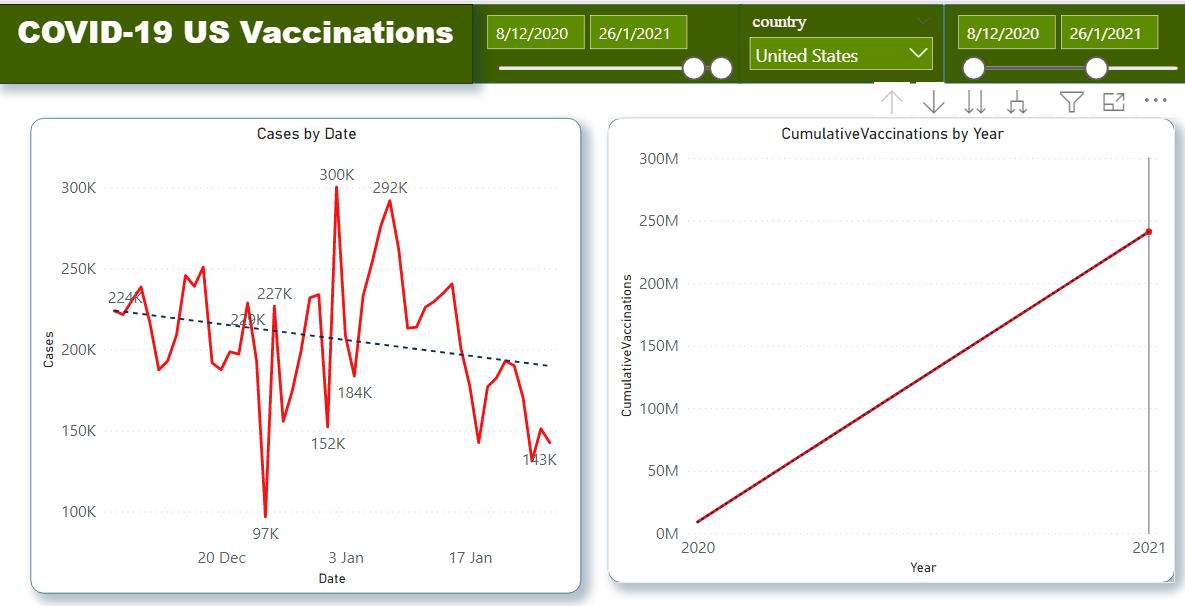 COVID-19 US Vaccinations
8/12/2020
26/1/2021
country
United States
8/12/2020
26/1/2021
Cases by Date
Cases
300K
250K
200K
150K
100K
224K
229K
227K
97K
300K
152K
184K
292K
143K
20 Dec
3 Jan
17 Jan
Date
CumulativeVaccinations by Year
CumulativeVaccinations
300M
250M
200M
150M
100M
50M
0M
2020
2021
Year